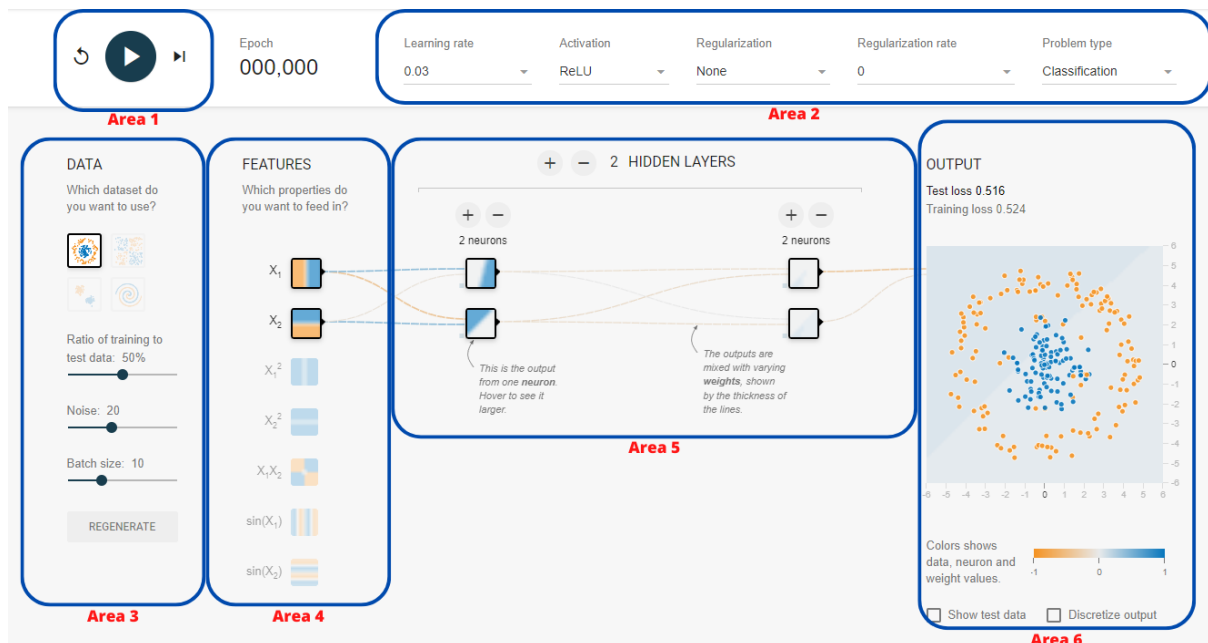 Epoch
000,000
Learning rate
0.03
Activation
ReLU
Regularization
None
Regularization rate
0
Problem type
Classification
Area 1
Area 2
DATA
Which dataset do
you want to use?
Ratio of training to
test data: 50%
Noise: 20
Batch size: 10
REGENERATE
Area 3
FEATURES
Which properties do
you want to feed in?
X₁
X₂
X₁²
X₂²
X₁X₂
sin(X₁)
sin(X₂)
Area 4
+ − 2 HIDDEN LAYERS
+ −
2 neurons
+ −
2 neurons
This is the output
from one neuron.
Hover to see it
larger.
The outputs are
mixed with varying
weights, shown
by the thickness of
the lines.
Area 5
OUTPUT
Test loss 0.516
Training loss 0.524
6
5
4
3
2
1
0
-1
-2
-3
-4
-5
-6
-6 -5 -4 -3 -2 -1 0 1 2 3 4 5 6
Colors shows
data, neuron and
weight values.
-1 0 1
Show test data
Discretize output
Area 6